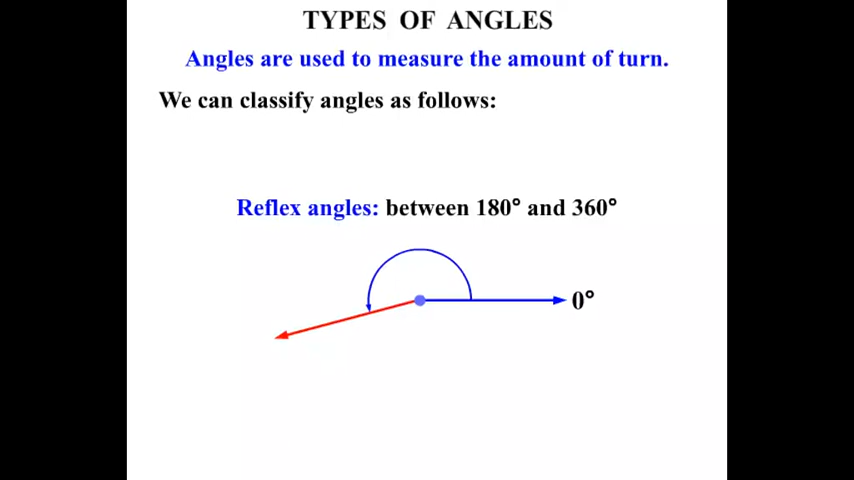 TYPES OF ANGLES
Angles are used to measure the amount of turn.
We can classify angles as follows:
Reflex angles: between 180° and 360°
0°